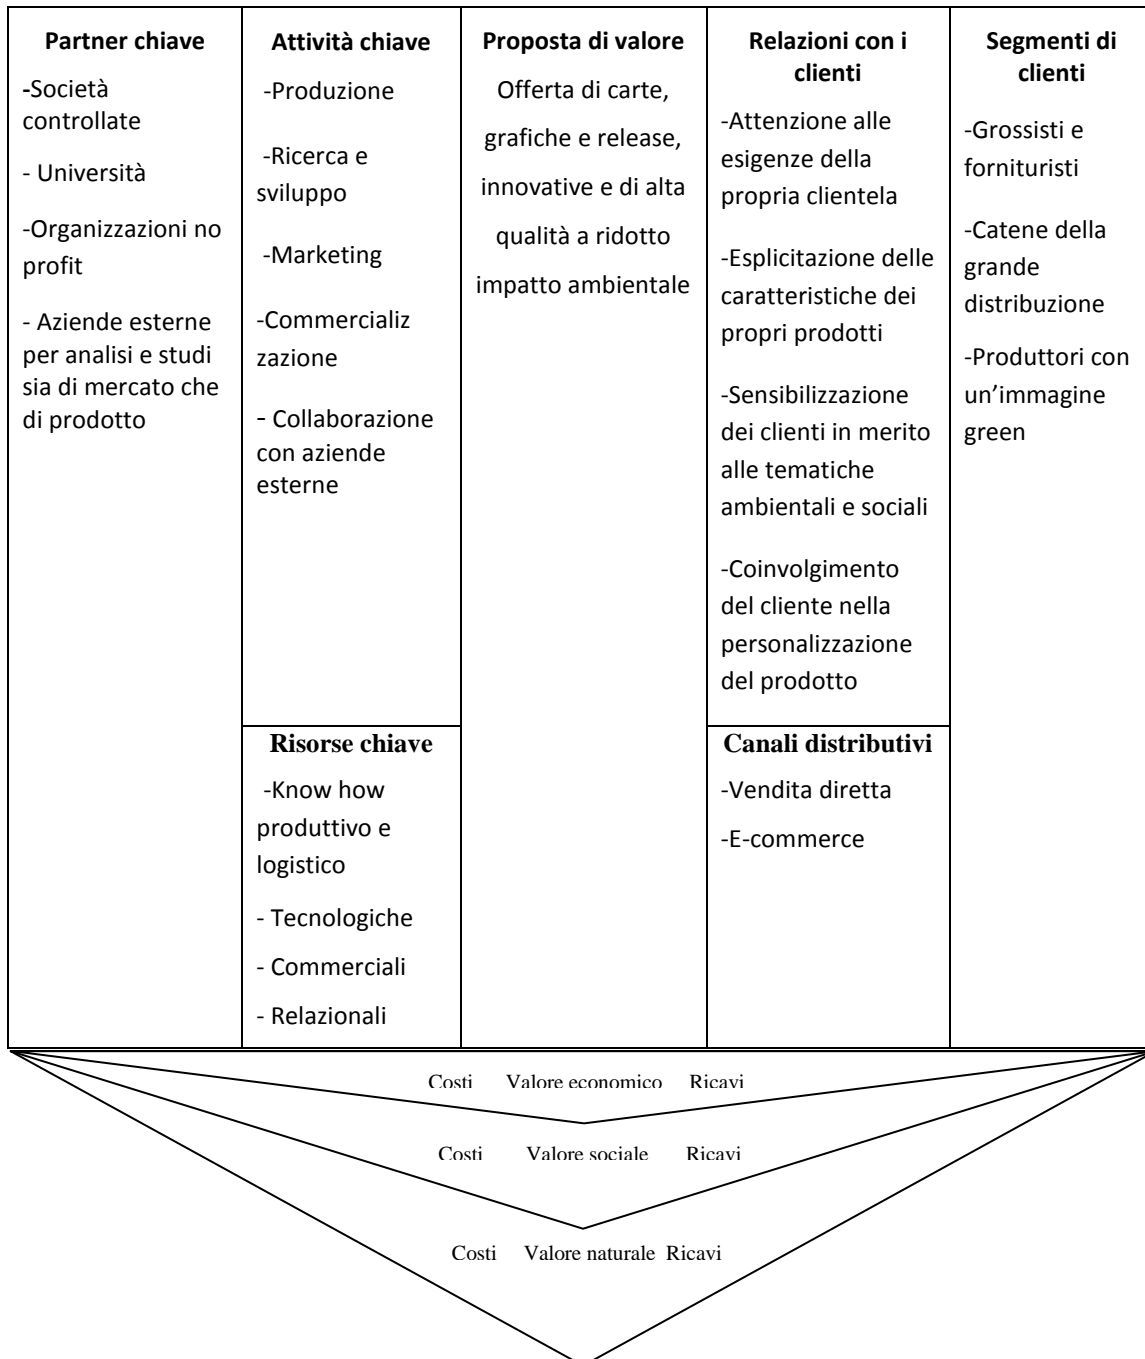 Partner chiave
-Società
controllate
- Università
-Organizzazioni no
profit
- Aziende esterne
per analisi e studi
sia di mercato che
di prodotto
Attività chiave
-Produzione
-Ricerca e
sviluppo
-Marketing
-Commercializ
zazione
- Collaborazione
con aziende
esterne
Risorse chiave
-Know how
produttivo e
logistico
- Tecnologiche
- Commerciali
- Relazionali
Proposta di valore
Offerta di carte,
grafiche e release,
innovative e di alta
qualità a ridotto
impatto ambientale
Relazioni con i
clienti
-Attenzione alle
esigenze della
propria clientela
-Esplicitazione delle
caratteristiche dei
propri prodotti
-Sensibilizzazione
dei clienti in merito
alle tematiche
ambientali e sociali
-Coinvolgimento
del cliente nella
personalizzazione
del prodotto
Canali distributivi
-Vendita diretta
-E-commerce
Segmenti di
clienti
-Grossisti e
fornituristi
-Catene della
grande
distribuzione
-Produttori con
un’immagine
green
Costi Valore economico Ricavi
Costi Valore sociale Ricavi
Costi Valore naturale Ricavi